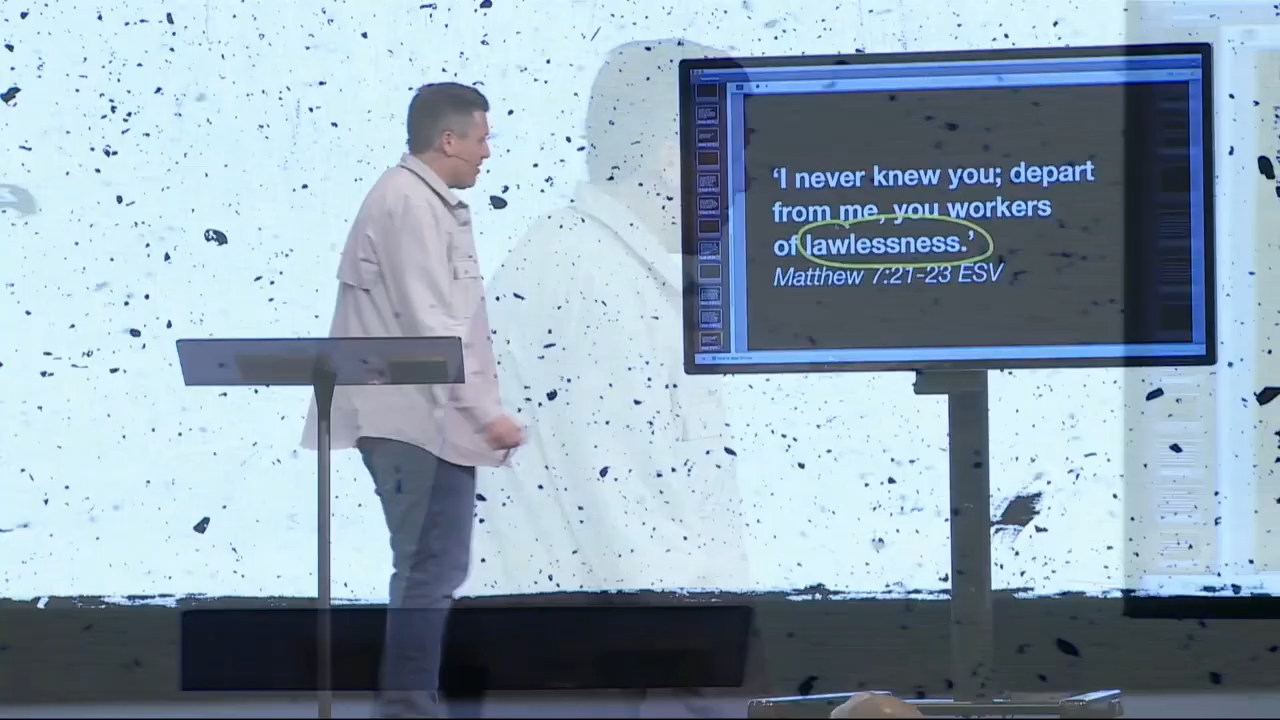 ‘I never knew you; depart
from me, you workers
of lawlessness.’
Matthew 7:21-23 ESV